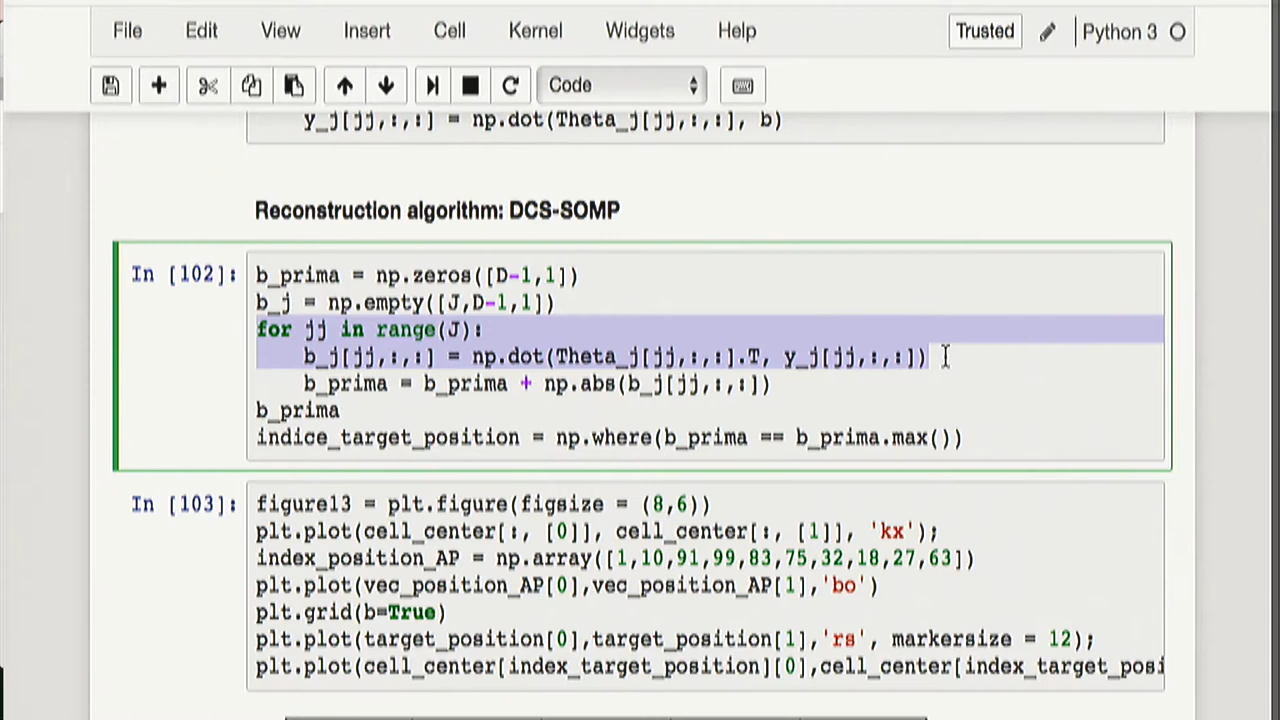 File Edit View Insert Cell Kernel Widgets Help Trusted Python 3
Code
y_j[jj,:,:] = np.dot(Theta_j[jj,:,:], b)
Reconstruction algorithm: DCS-SOMP
In [102]: b_prima = np.zeros([D-1,1])
b_j = np.empty([J,D-1,1])
for jj in range(J):
b_j[jj,:,:] = np.dot(Theta_j[jj,:,:].T, y_j[jj,:,:])
b_prima = b_prima + np.abs(b_j[jj,:,:])
b_prima
indice_target_position = np.where(b_prima == b_prima.max())
In [103]: figure13 = plt.figure(figsize = (8,6))
plt.plot(cell_center[:, [0]], cell_center[:, [1]], 'kx');
index_position_AP = np.array([1,10,91,99,83,75,32,18,27,63])
plt.plot(vec_position_AP[0],vec_position_AP[1],'bo')
plt.grid(b=True)
plt.plot(target_position[0],target_position[1],'rs', markersize = 12);
plt.plot(cell_center[index_target_position][0],cell_center[index_target_posi